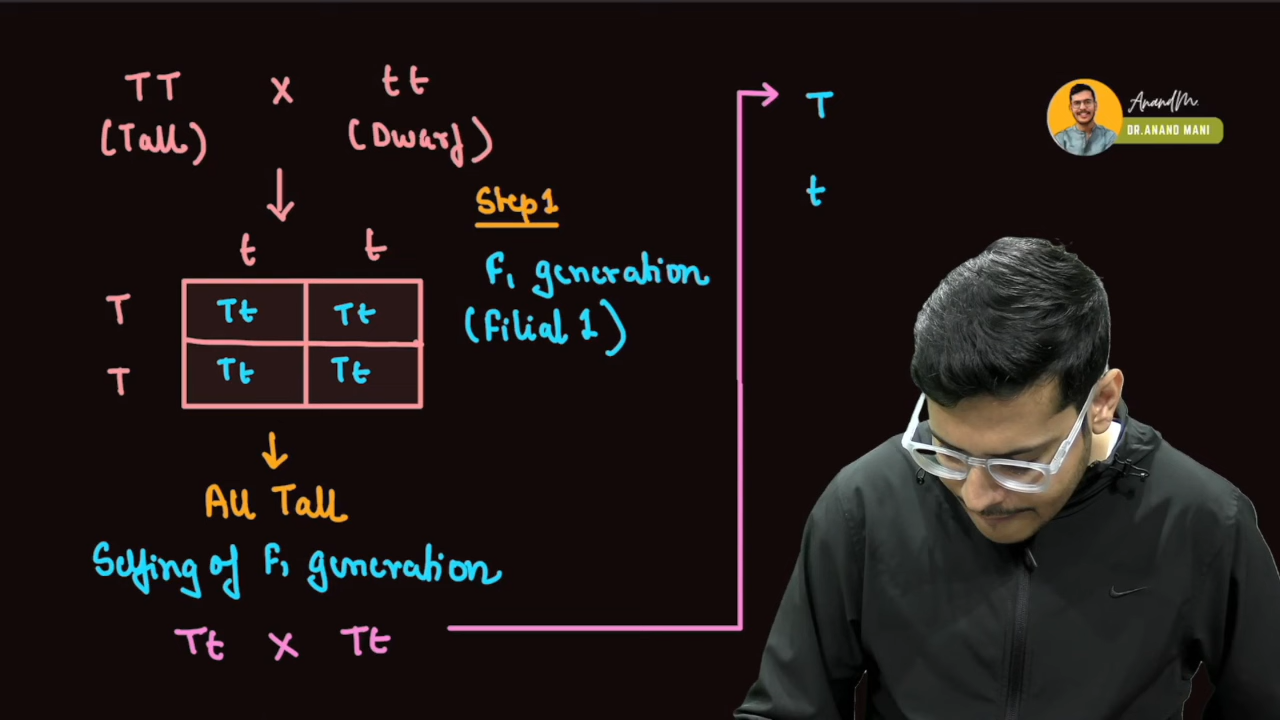 TT x tt
(Tall) (Dwarf)
t t
T Tt Tt
T Tt Tt
Step 1
F1 generation
(Filial 1)
All Tall
Selfing of F1 generation
Tt x Tt
T
t
AnandM.
DR.ANAND MANI